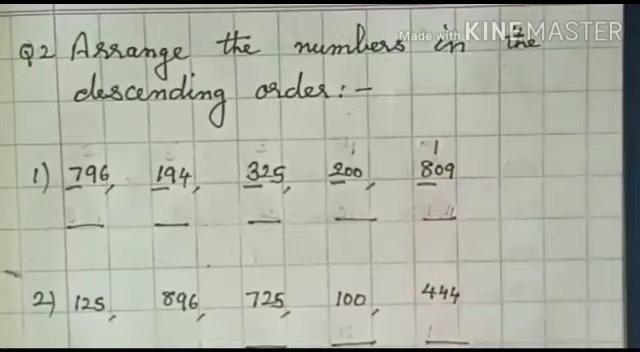 Made with KINEMASTER
Q2 Arrange the numbers in the
descending order:-
1
1) 796, 194, 325, 200, 809
2) 125, 896, 725, 100, 444